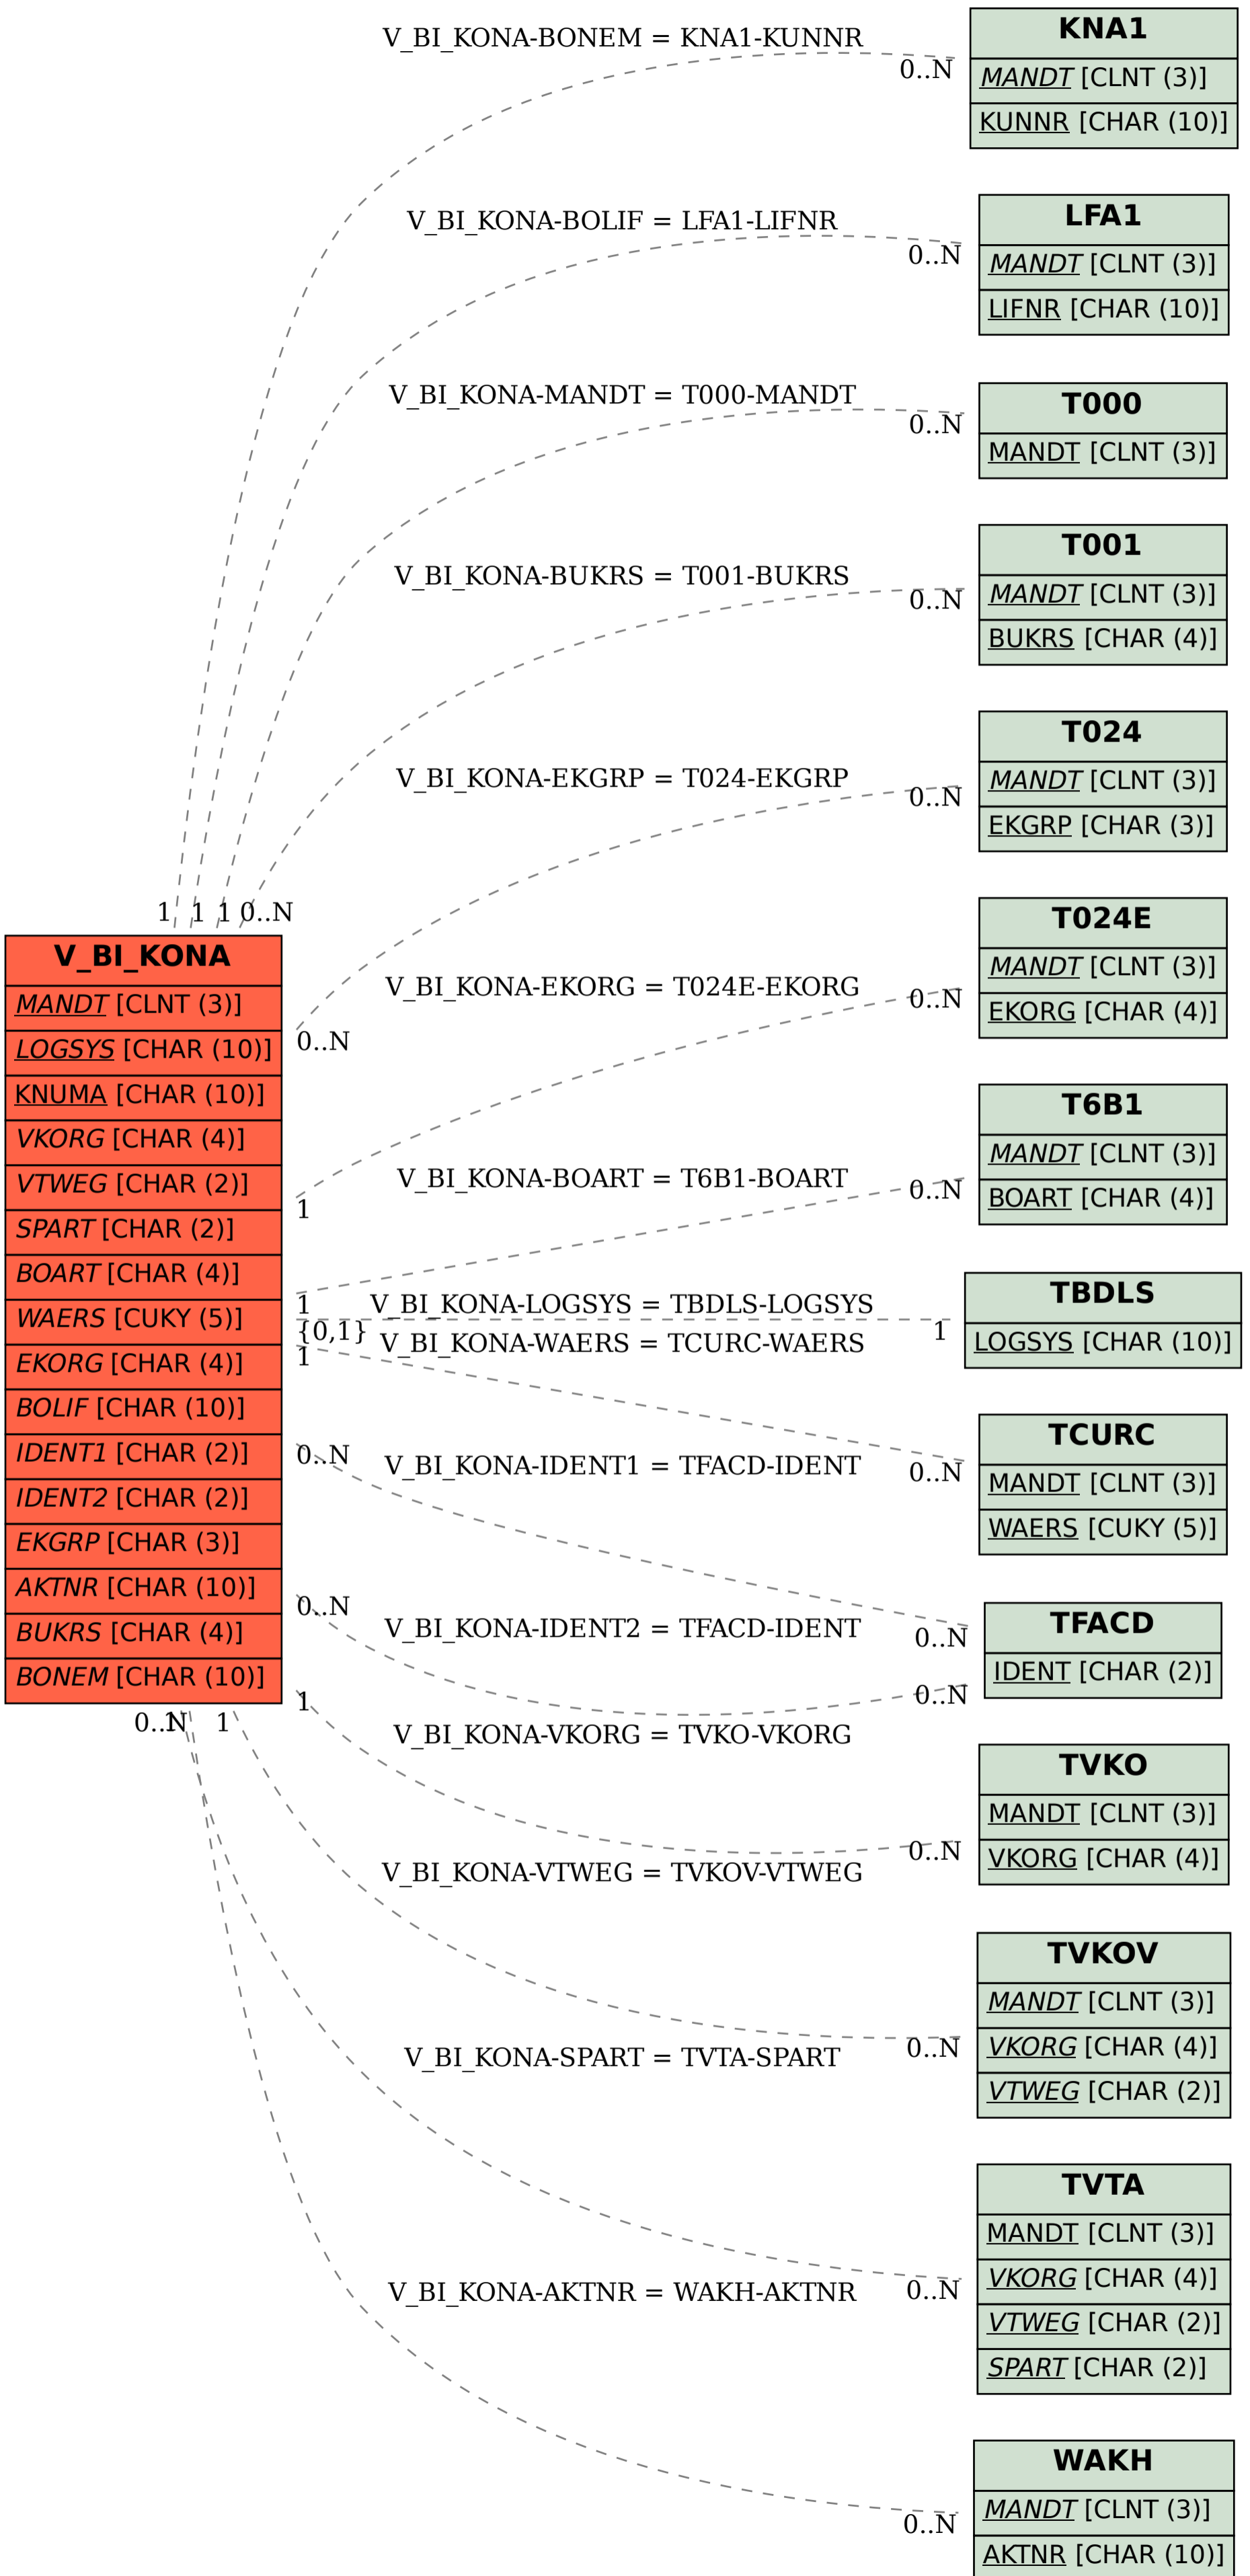 V_BI_KONA-BONEM = KNA1-KUNNR
0..N
KNA1
MANDT [CLNT (3)]
KUNNR [CHAR (10)]
V_BI_KONA-BOLIF = LFA1-LIFNR
0..N
LFA1
MANDT [CLNT (3)]
LIFNR [CHAR (10)]
V_BI_KONA-MANDT = T000-MANDT
0..N
T000
MANDT [CLNT (3)]
V_BI_KONA-BUKRS = T001-BUKRS
0..N
T001
MANDT [CLNT (3)]
BUKRS [CHAR (4)]
V_BI_KONA-EKGRP = T024-EKGRP
0..N
T024
MANDT [CLNT (3)]
EKGRP [CHAR (3)]
1 1 1 0..N
V_BI_KONA
MANDT [CLNT (3)]
LOGSYS [CHAR (10)]
KNUMA [CHAR (10)]
VKORG [CHAR (4)]
VTWEG [CHAR (2)]
SPART [CHAR (2)]
BOART [CHAR (4)]
WAERS [CUKY (5)]
EKORG [CHAR (4)]
BOLIF [CHAR (10)]
IDENT1 [CHAR (2)]
IDENT2 [CHAR (2)]
EKGRP [CHAR (3)]
AKTNR [CHAR (10)]
BUKRS [CHAR (4)]
BONEM [CHAR (10)]
0..N
V_BI_KONA-EKORG = T024E-EKORG
1
0..N
T024E
MANDT [CLNT (3)]
EKORG [CHAR (4)]
V_BI_KONA-BOART = T6B1-BOART
1
0..N
T6B1
MANDT [CLNT (3)]
BOART [CHAR (4)]
V_BI_KONA-LOGSYS = TBDLS-LOGSYS
{0,1}
1
TBDLS
LOGSYS [CHAR (10)]
V_BI_KONA-WAERS = TCURC-WAERS
1
0..N
TCURC
MANDT [CLNT (3)]
WAERS [CUKY (5)]
0..N
V_BI_KONA-IDENT1 = TFACD-IDENT
0..N
V_BI_KONA-IDENT2 = TFACD-IDENT
0..N
0..N
TFACD
IDENT [CHAR (2)]
1
V_BI_KONA-VKORG = TVKO-VKORG
0..N
TVKO
MANDT [CLNT (3)]
VKORG [CHAR (4)]
0..N 1 1
V_BI_KONA-VTWEG = TVKOV-VTWEG
0..N
TVKOV
MANDT [CLNT (3)]
VKORG [CHAR (4)]
VTWEG [CHAR (2)]
V_BI_KONA-SPART = TVTA-SPART
0..N
TVTA
MANDT [CLNT (3)]
VKORG [CHAR (4)]
VTWEG [CHAR (2)]
SPART [CHAR (2)]
V_BI_KONA-AKTNR = WAKH-AKTNR
0..N
WAKH
MANDT [CLNT (3)]
AKTNR [CHAR (10)]